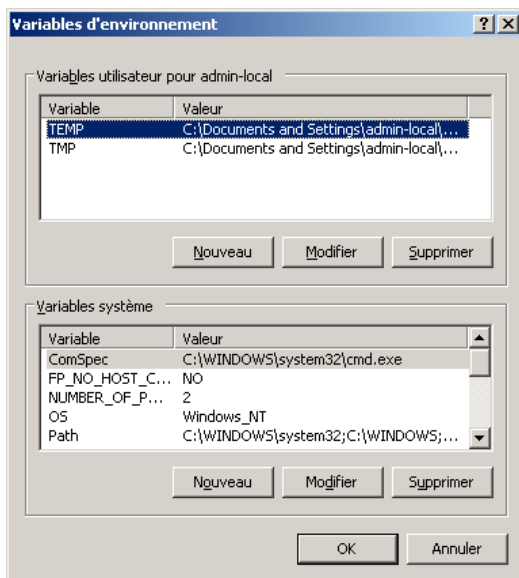 Variables d'environnement
Variables utilisateur pour admin-local
Variable Valeur
TEMP C:\Documents and Settings\admin-local\...
TMP C:\Documents and Settings\admin-local\...
Nouveau Modifier Supprimer
Variables système
Variable Valeur
ComSpec C:\WINDOWS\system32\cmd.exe
FP_NO_HOST_C... NO
NUMBER_OF_P... 2
OS Windows_NT
Path C:\WINDOWS\system32;C:\WINDOWS;...
Nouveau Modifier Supprimer
OK Annuler